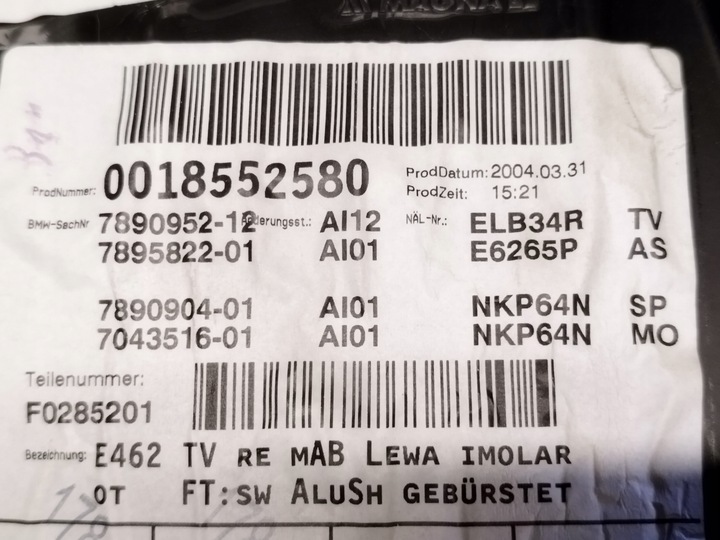 MAGNA
ProdNummer: 0018552580 ProdDatum: 2004.03.31
ProdZeit: 15:21
BMW-SachNr 7890952-12 Änderungsst.: AI12 NÄL-Nr.: ELB34R TV
7895822-01 AI01 E6265P AS
7890904-01 AI01 NKP64N SP
7043516-01 AI01 NKP64N MO
Teilenummer:
F0285201
Bezeichnung: E462 TV RE MAB LEWA IMOLAR
OT FT:SW ALUSH GEBÜRSTET